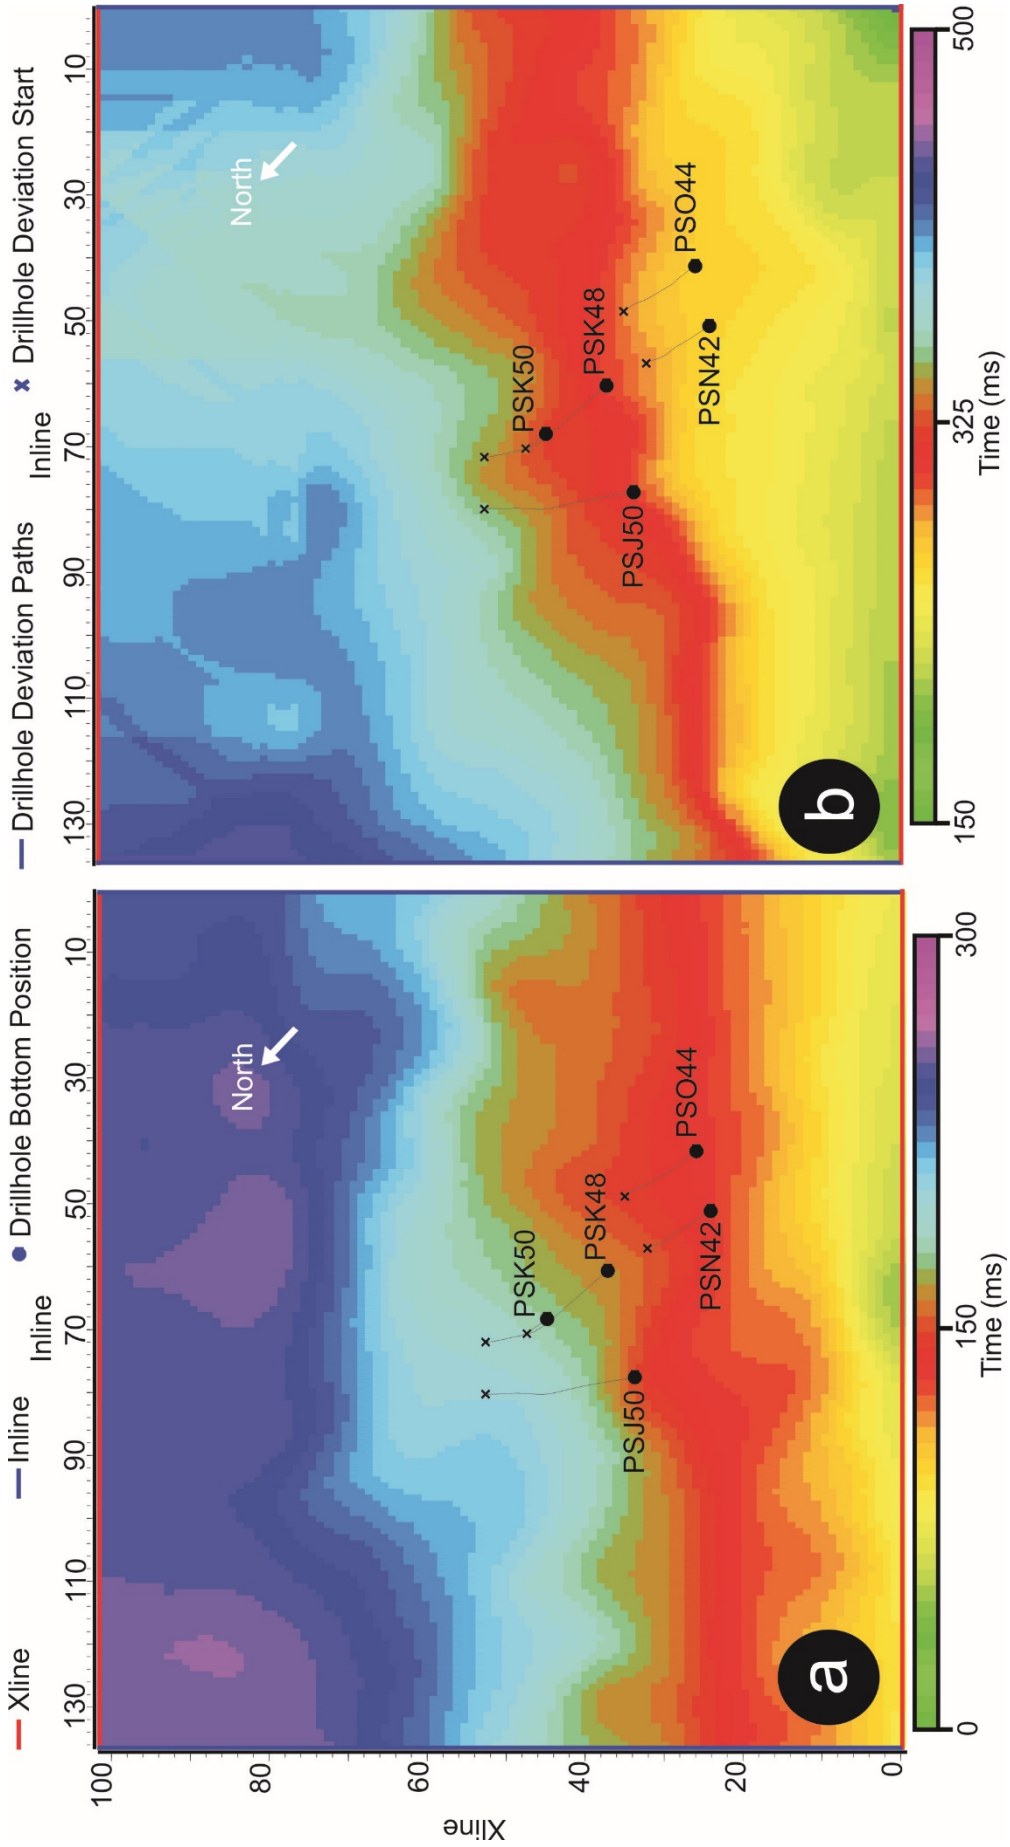 Xline Inline Drillhole Bottom Position Drillhole Deviation Paths Drillhole Deviation Start
Inline Inline
130 110 90 70 50 30 10 130 110 90 70 50 30 10
100
80
60
40
20
0
Xline
North
PSK50
PSK48
PSJ50
PSO44
PSN42
a
North
PSK50
PSK48
PSJ50
PSO44
PSN42
b
0 150 300
Time (ms)
150 325 500
Time (ms)